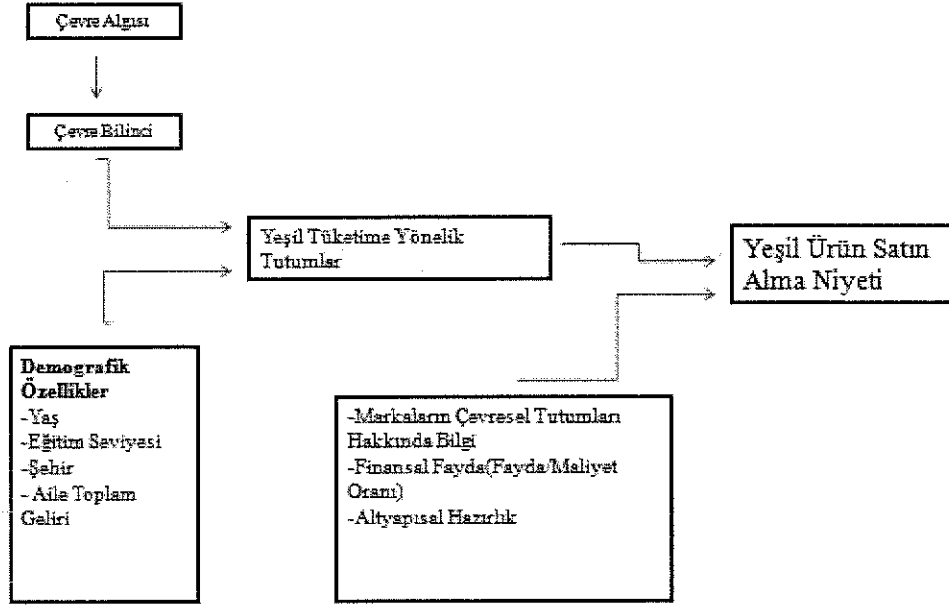 Çevre Algısı
Çevre Bilinci
Yeşil Tüketime Yönelik
Tutumlar
Yeşil Ürün Satın
Alma Niyeti
Demografik
Özellikler
-Yaş
-Eğitim Seviyesi
-Şehir
- Aile Toplam
Geliri
-Markaların Çevresel Tutumları
Hakkında Bilgi
-Finansal Fayda(Fayda/Maliyet
Oranı)
-Altyapısal Hazırlık